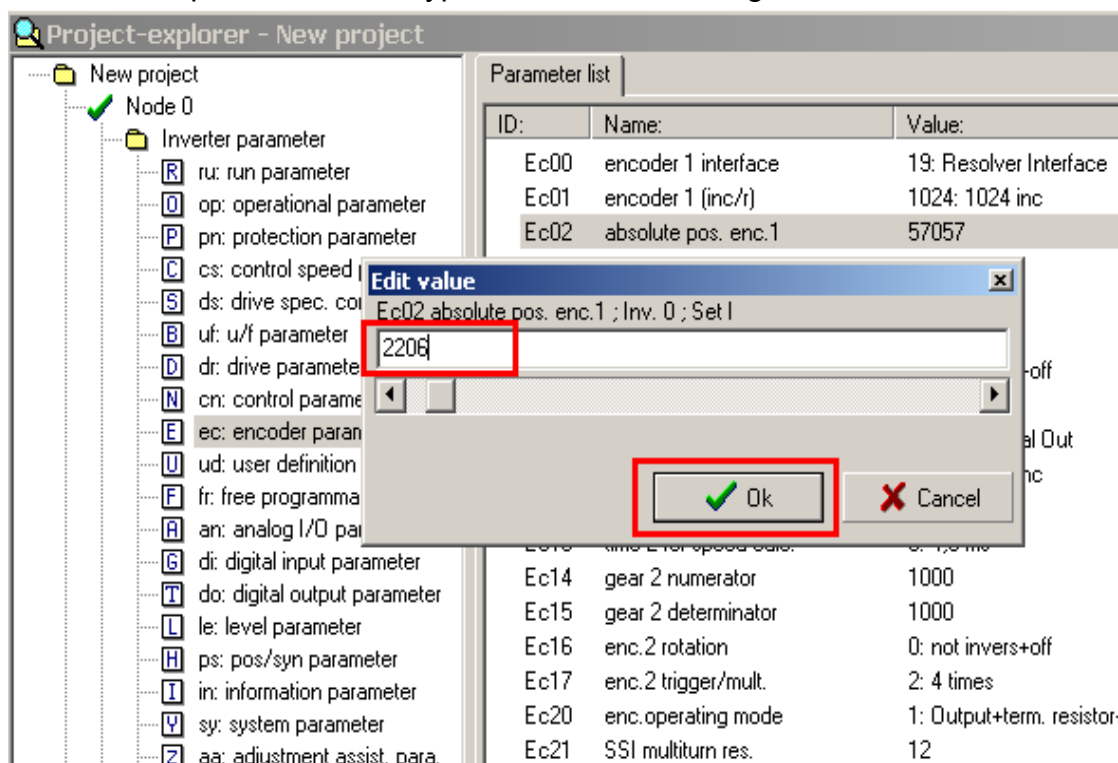 Project-explorer - New project
New project
Node 0
Inverter parameter
R ru: run parameter
O op: operational parameter
P pn: protection parameter
C cs: control speed
S ds: drive spec.
B uf: u/f parameter
D dr: drive paramete
N cn: control parame
E ec: encoder param
U ud: user definition
F fr: free programma
A an: analog I/O par
G di: digital input parameter
T do: digital output parameter
L le: level parameter
H ps: pos/syn parameter
I in: information parameter
Y sy: system parameter
Z aa: adjustment assist. para.
Parameter list
ID: Name: Value:
Ec00 encoder 1 interface 19: Resolver Interface
Ec01 encoder 1 (inc/r) 1024: 1024 inc
Ec02 absolute pos. enc.1 57057
Edit value
Ec02 absolute pos. enc.1 ; Inv. 0 ; Set I
2206
Ok Cancel
-off
al Out
nc
Ec14 gear 2 numerator 1000
Ec15 gear 2 determinator 1000
Ec16 enc.2 rotation 0: not invers+off
Ec17 enc.2 trigger/mult. 2: 4 times
Ec20 enc.operating mode 1: Output+term. resistor-
Ec21 SSI multiturn res. 12